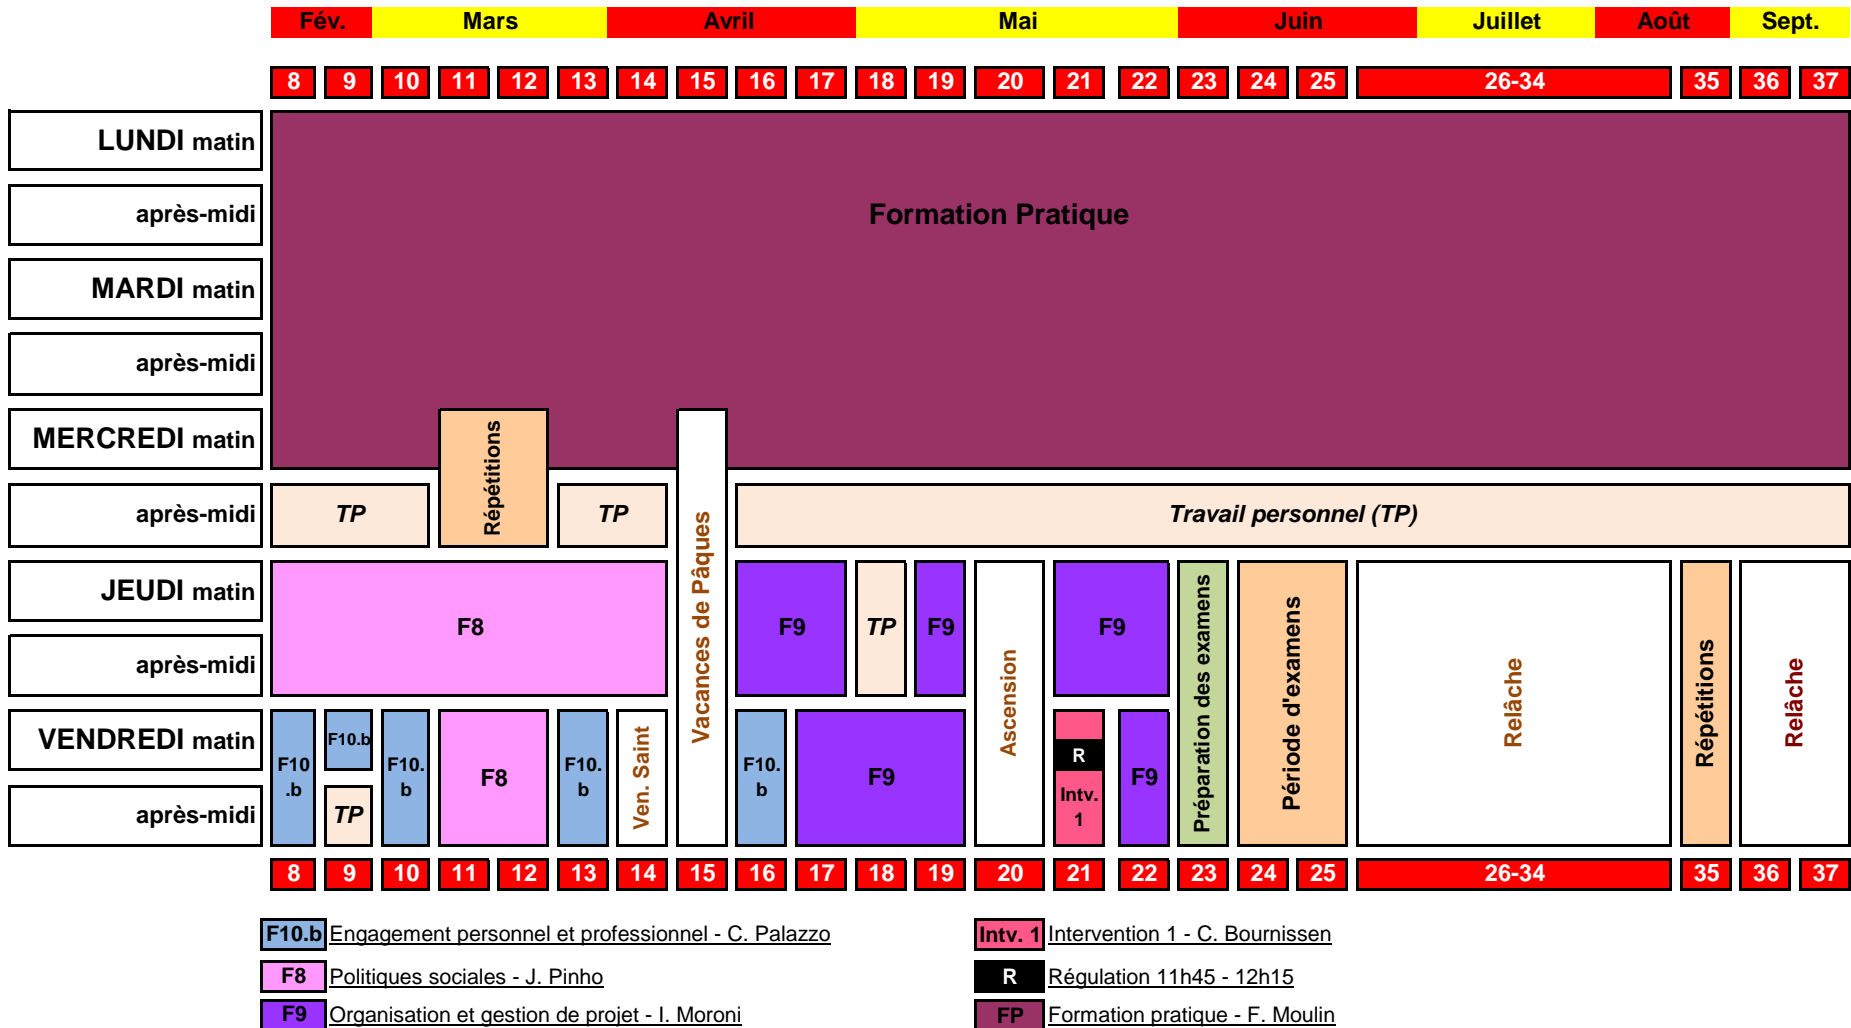 Fév. Mars Avril Mai Juin Juillet Août Sept.
8 9 10 11 12 13 14 15 16 17 18 19 20 21 22 23 24 25 26-34 35 36 37
LUNDI matin
après-midi
Formation Pratique
MARDI matin
après-midi
MERCREDI matin
Répétitions
Vacances de Pâques
après-midi
TP
TP
Travail personnel (TP)
JEUDI matin
après-midi
F8
F9
TP
F9
Ascension
F9
Préparation des examens
Période d'examens
Relâche
Répétitions
Relâche
VENDREDI matin
après-midi
F10
.b
F10.b
TP
F10.
b
F8
F10.
b
Ven. Saint
F10.
b
F9
R
Intv.
1
F9
8 9 10 11 12 13 14 15 16 17 18 19 20 21 22 23 24 25 26-34 35 36 37
F10.b Engagement personnel et professionnel - C. Palazzo
F8 Politiques sociales - J. Pinho
F9 Organisation et gestion de projet - I. Moroni
Intv. 1 Intervention 1 - C. Bournissen
R Régulation 11h45 - 12h15
FP Formation pratique - F. Moulin